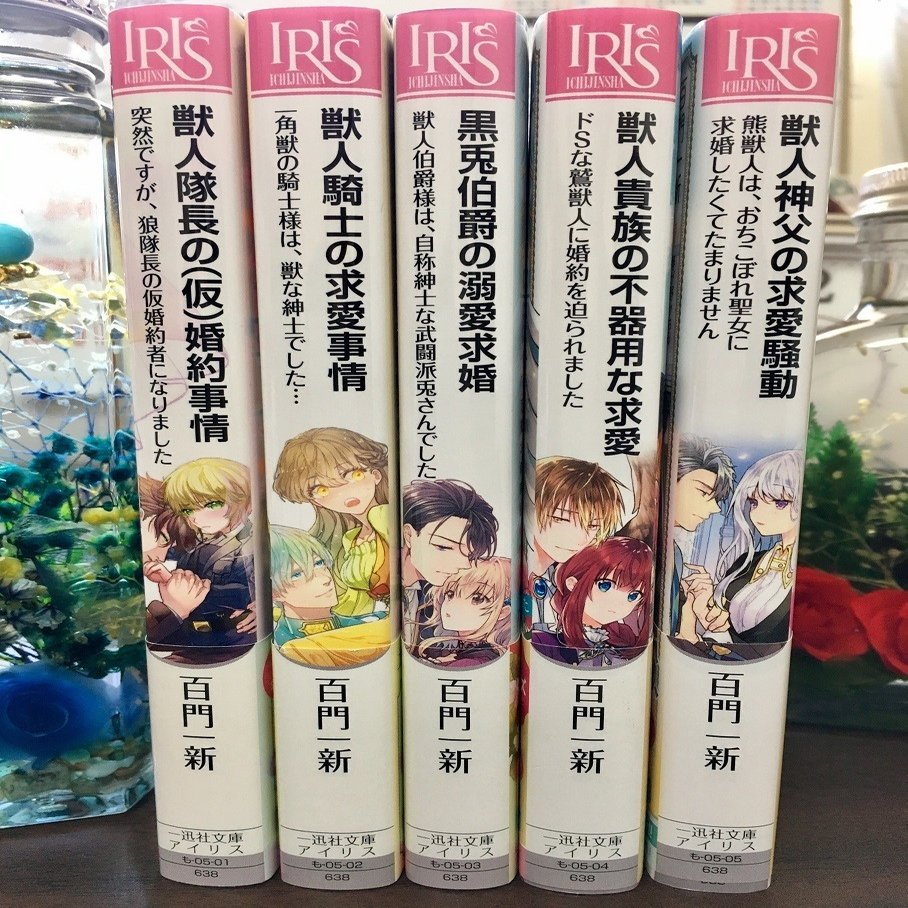 IRIS
ICHIJINSHA
獣人隊長の(仮)婚約事情
突然ですが、狼隊長の仮婚約者になりました
百門一新
一迅社文庫
アイリス
も-05-01
638
IRIS
ICHIJINSHA
獣人騎士の求愛事情
一角獣の騎士様は、獣な紳士でした…
百門一新
一迅社文庫
アイリス
も-05-02
638
IRIS
ICHIJINSHA
黒兎伯爵の溺愛求婚
獣人伯爵様は、自称紳士な武闘派兎さんでした
百門一新
一迅社文庫
アイリス
も-05-03
638
IRIS
ICHIJINSHA
獣人貴族の不器用な求愛
ドSな鷲獣人に婚約を迫られました
百門一新
一迅社文庫
アイリス
も-05-04
638
IRIS
ICHIJINSHA
獣人神父の求愛騒動
熊獣人は、おちこぼれ聖女に
求婚したくてたまりません
百門一新
一迅社文庫
アイリス
も-05-05